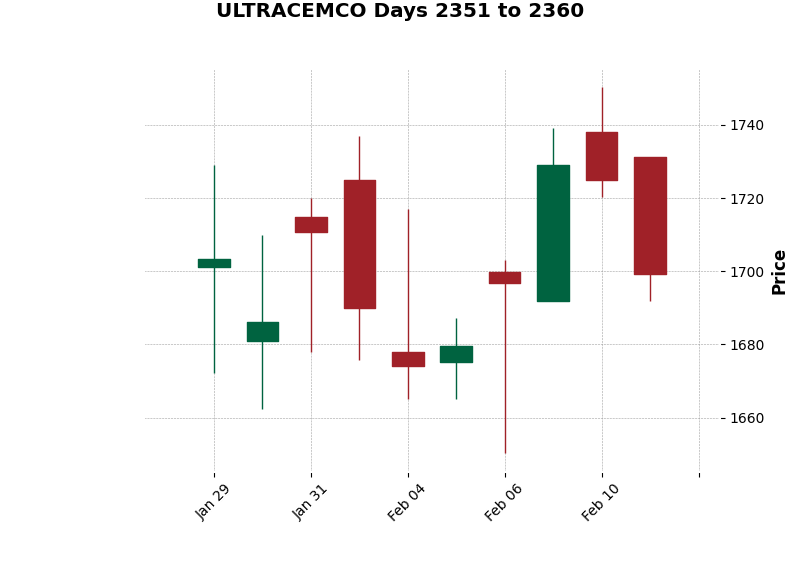 ULTRACEMCO Days 2351 to 2360
1740
1720
1700
1680
1660
Price
Jan 29
Jan 31
Feb 04
Feb 06
Feb 10